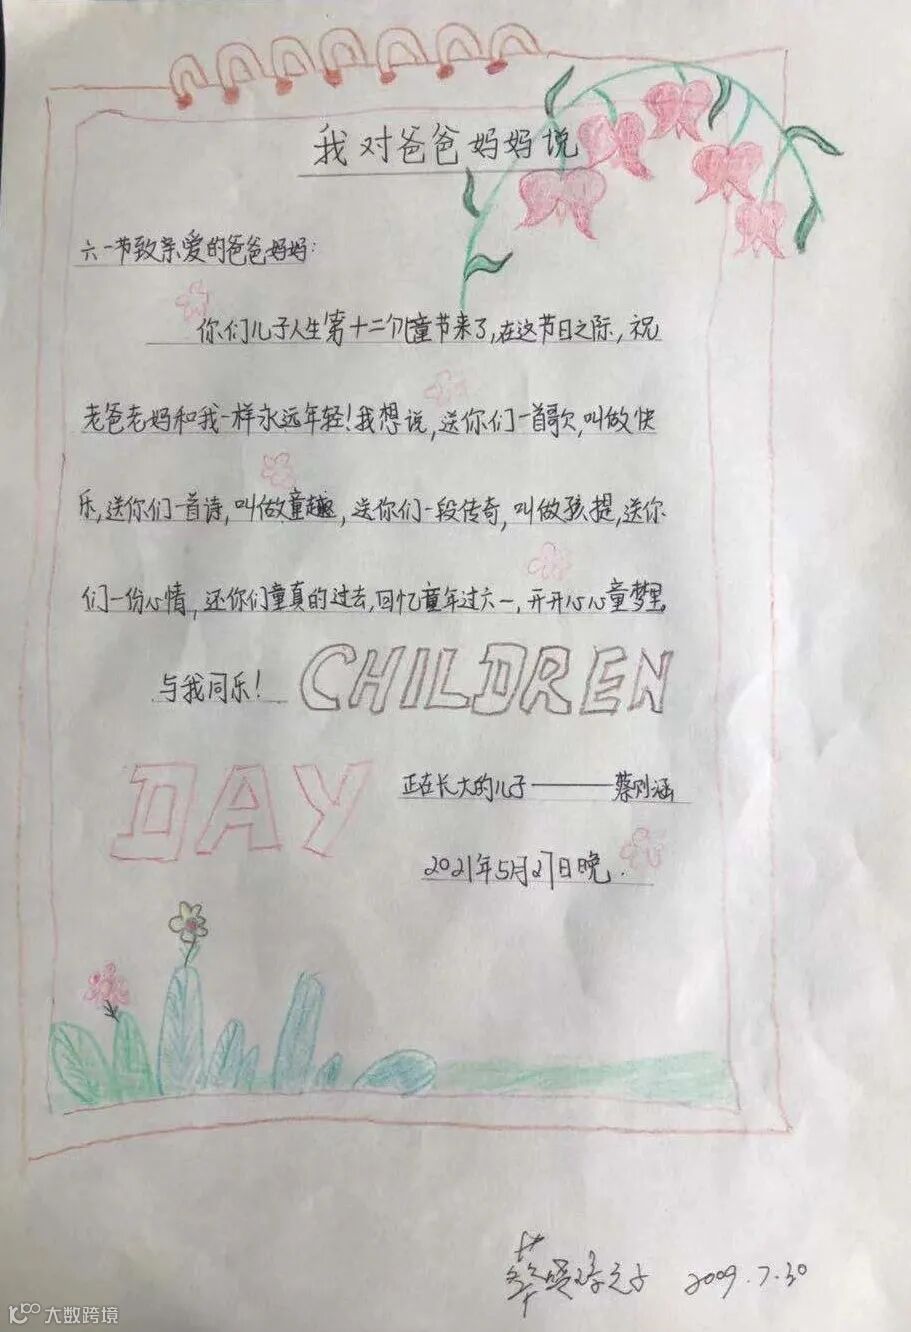 我对爸爸妈妈说
六一节致亲爱的爸爸妈妈:
你们儿子人生第十二个儿童节来了,在这节日之际,祝
老爸老妈和我一样永远年轻!我想说,送你们一首歌,叫做快
乐,送你们一首诗,叫做童趣,送你们一段传奇,叫做孩提,送你
们一份心情,还你们童真的过去,回忆童年过六一,开开心心童梦里。
与我同乐!
CHILDREN
DAY
正在长大的儿子———蔡刘涵
2021年5月27日晚.
之子 2009.7.30
大数跨境